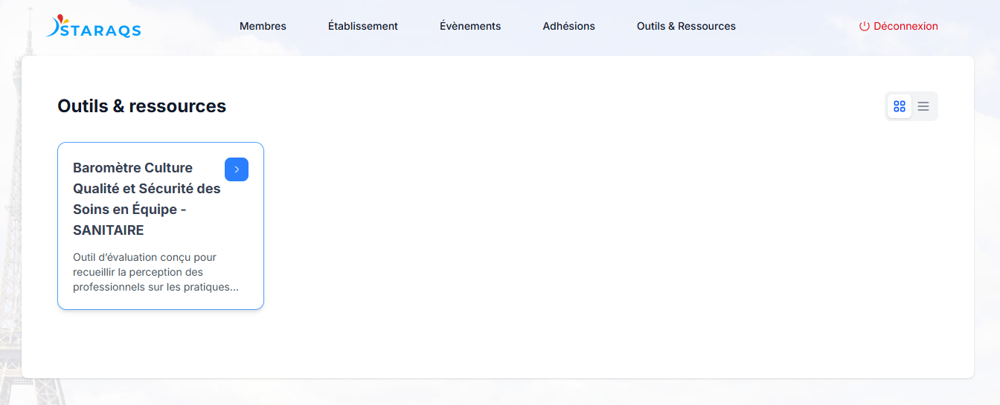 STARAQS
Membres
Établissement
Évènements
Adhésions
Outils & Ressources
Déconnexion
Outils & ressources
Baromètre Culture
Qualité et Sécurité des
Soins en Équipe -
SANITAIRE
Outil d’évaluation conçu pour
recueillir la perception des
professionnels sur les pratiques...